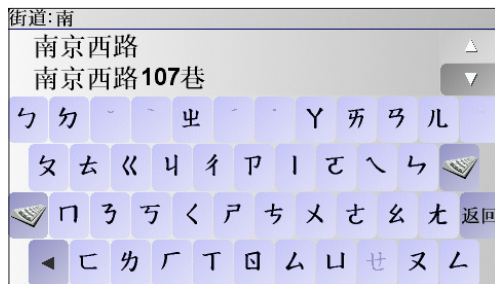 街道:南
南京西路
南京西路107巷
ㄅ ㄉ ˇ ˋ ㄓ ˊ ˙ ㄚ ㄞ ㄢ ㄦ
ㄆ ㄊ ㄍ ㄐ ㄔ ㄗ ㄧ ㄛ ㄟ ㄣ
ㄇ ㄋ ㄎ ㄑ ㄕ ㄘ ㄨ ㄜ ㄠ ㄤ 返回
ㄈ ㄌ ㄏ ㄒ ㄖ ㄙ ㄩ ㄝ ㄡ ㄥ